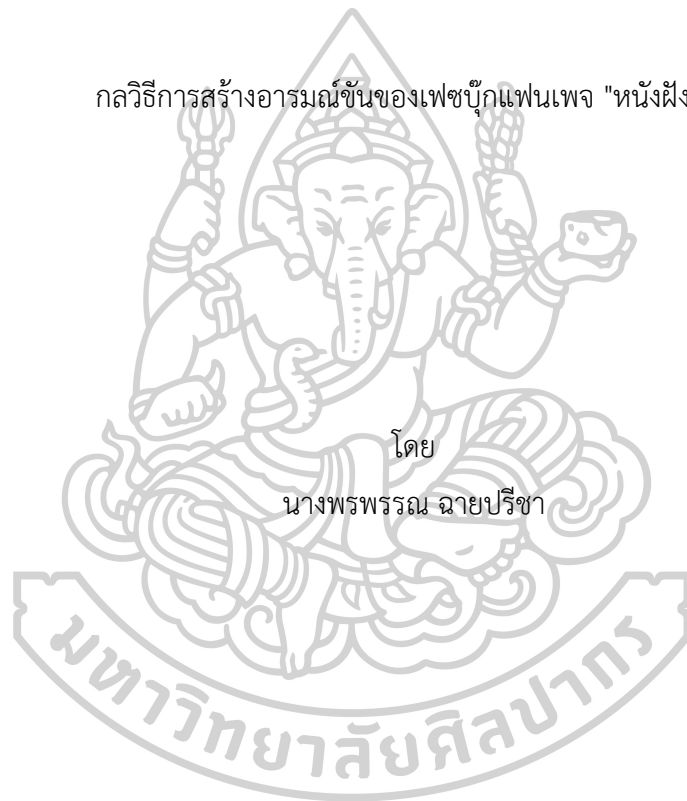 กลวิธีการสร้างอารมณ์ขันของเฟซบุ๊กแฟนเพจ "หนังฝัง
โดย
นางพรพรรณ ฉายปรีชา
มหาวิทยาลัยศิลปากร